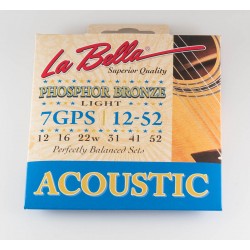 La Bella
Superior Quality
PHOSPHOR BRONZE
LIGHT
7GPS 12-52
12 16 22w 31 41 52
Perfectly Balanced Sets
ACOUSTIC